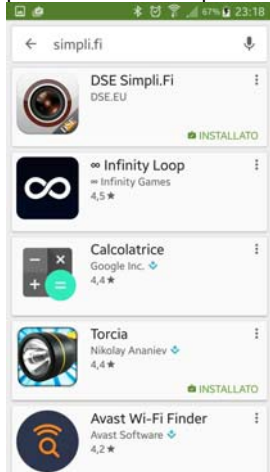 67% 23:18
simpli.fi
DSE Simpli.Fi
DSE.EU
INSTALLATO
∞ Infinity Loop
∞ Infinity Games
4,5★
Calcolatrice
Google Inc.
4,4★
Torcia
Nikolay Ananiev
4,4★
INSTALLATO
Avast Wi-Fi Finder
Avast Software
4,2★